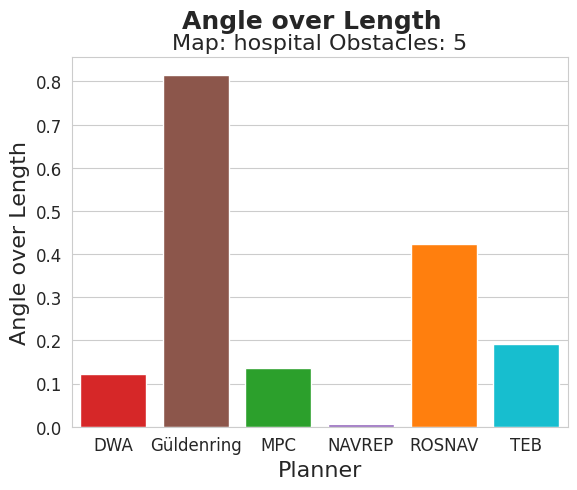 Angle over Length
Map: hospital Obstacles: 5
Angle over Length
0.8
0.7
0.6
0.5
0.4
0.3
0.2
0.1
0.0
DWA Güldenring MPC NAVREP ROSNAV TEB
Planner